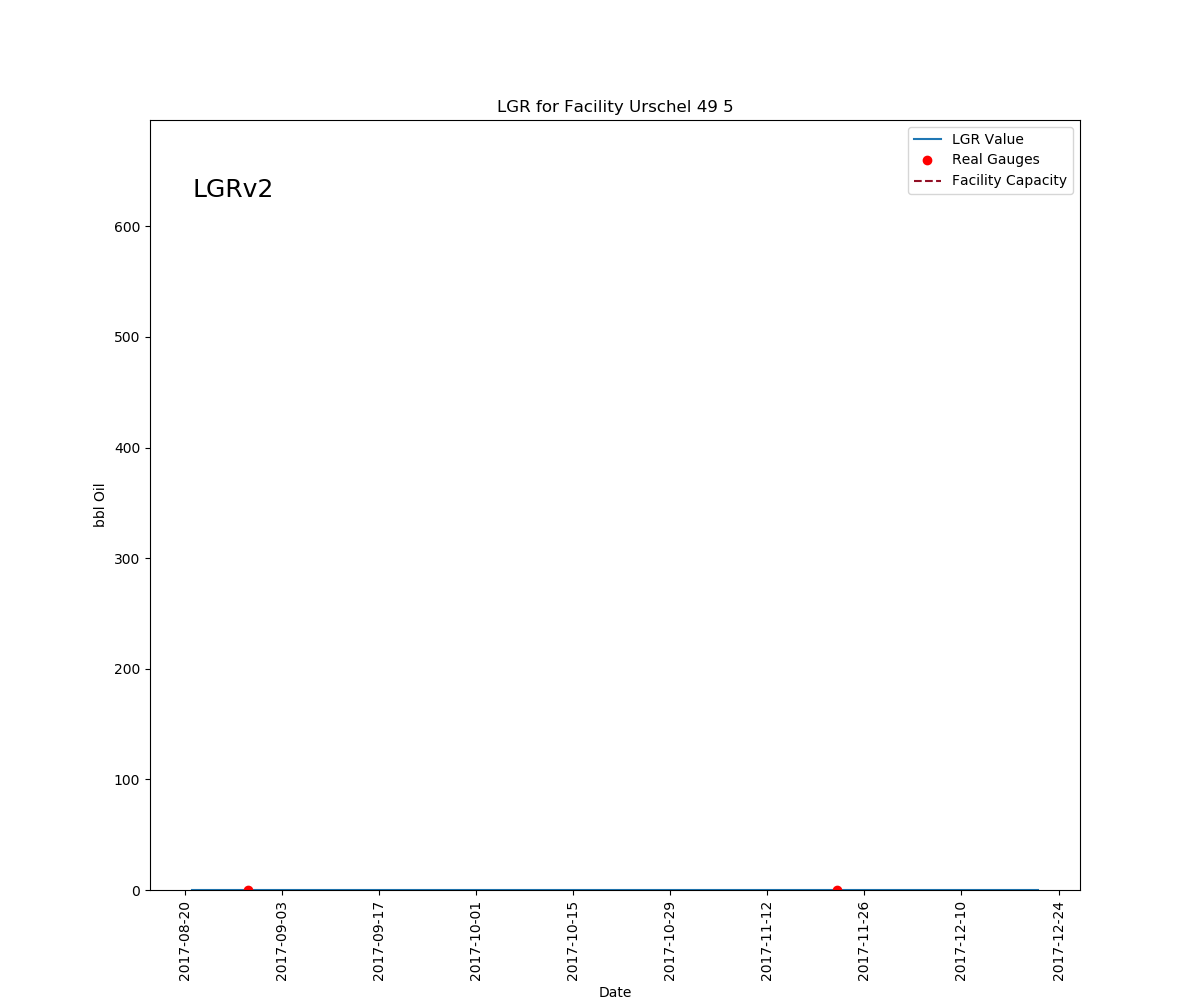 LGR for Facility Urschel 49 5
LGR Value
Real Gauges
Facility Capacity
LGRv2
600
500
400
300
200
100
0
bbl Oil
2017-08-20
2017-09-03
2017-09-17
2017-10-01
2017-10-15
2017-10-29
2017-11-12
2017-11-26
2017-12-10
2017-12-24
Date